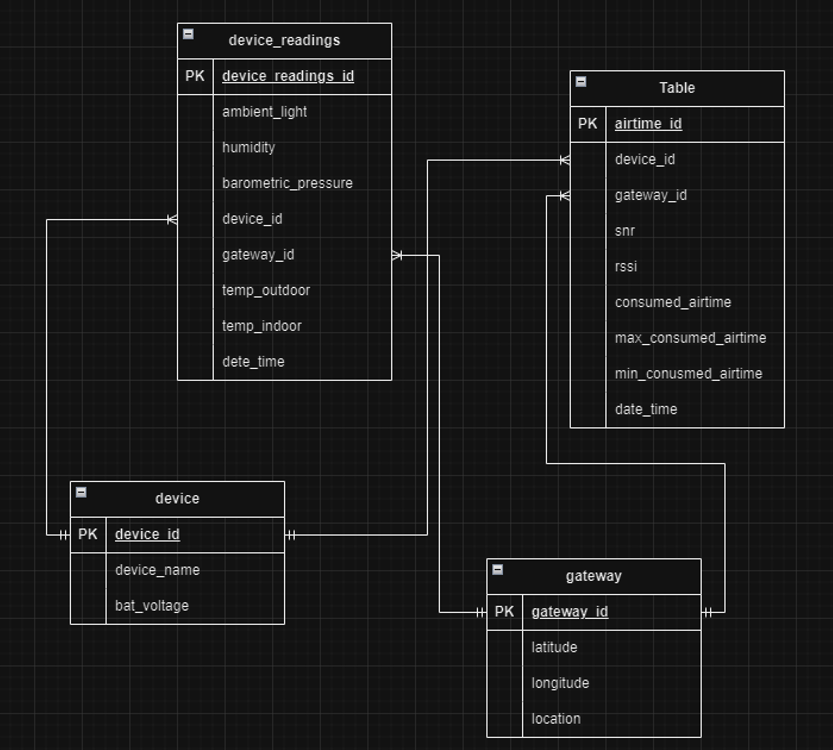 device_readings
PK device_readings_id
ambient_light
humidity
barometric_pressure
device_id
gateway_id
temp_outdoor
temp_indoor
dete_time
Table
PK airtime_id
device_id
gateway_id
snr
rssi
consumed_airtime
max_consumed_airtime
min_conusmed_airtime
date_time
device
PK device_id
device_name
bat_voltage
gateway
PK gateway_id
latitude
longitude
location